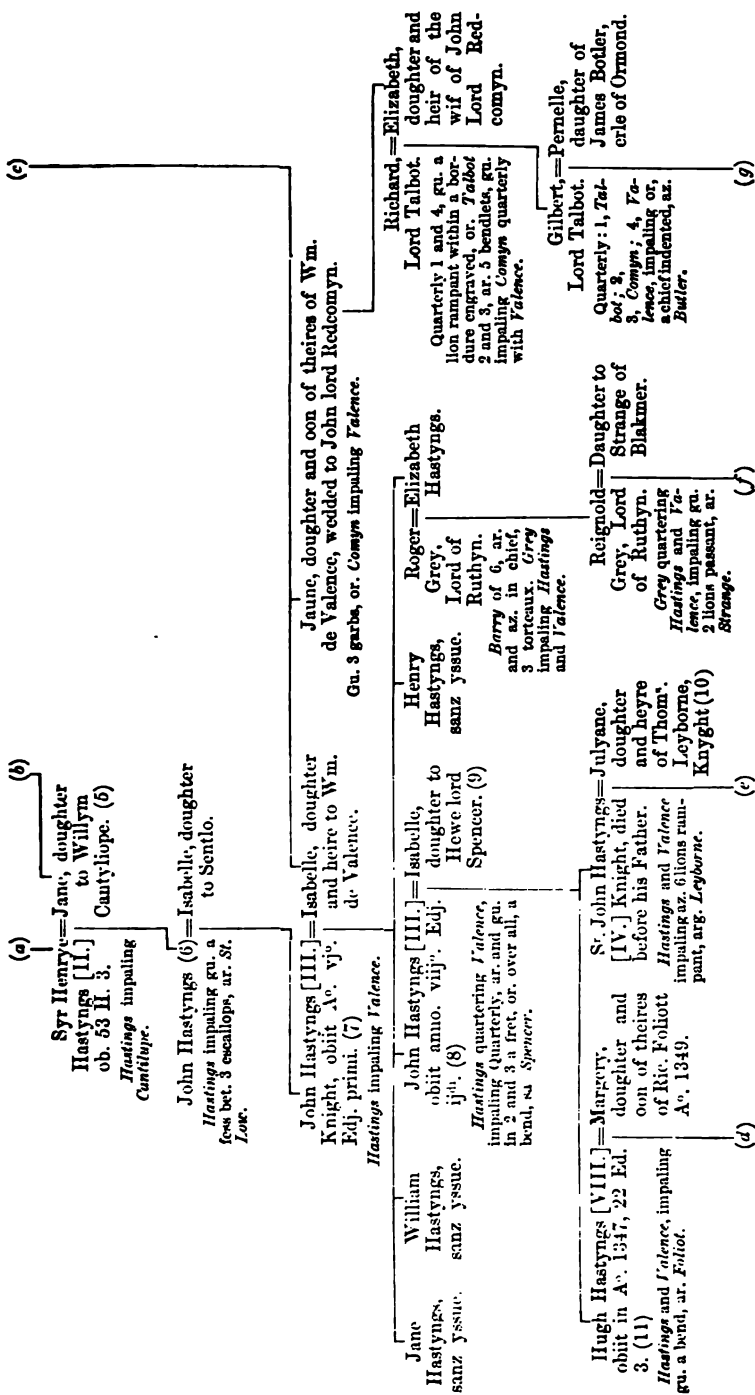 (a)
(b)
(c)
Syr Henrye=Jane, doughter
Hastyngs [II.] to Willym
ob. 53 H. 3. Cantyliope. (5)
Hastings impaling
Cantilupe.
John Hastyngs (6)=Isabelle, doughter
to Sentlo.
Hastings impaling gu. a
fess bet. 3 escallops, ar. St.
Low.
John Hastyngs [III.]=Isabelle, doughter
Knight, obiit Ao. vjo. and heire to Wm.
Edj. primi. (7) de Valence.
Hastings impaling Valence.
Jaune, doughter and oon of theires of Wm.
de Valence, wedded to John lord Redcomyn.
Gu. 3 garbs, or. Comyn impaling Valence.
Jane
Hastyngs,
sanz yssue.
William
Hastyngs,
sanz yssue.
John Hastyngs [III.]=Isabelle,
obiit anno. viijo. Edj. doughter to
ijdi. (8) Hewe lord
Spencer. (9)
Hastings quartering Valence,
impaling Quarterly, ar. and gu.
in 2 and 3 a fret, or. over all, a
bend, sa Spencer.
Henry
Hastyngs,
sanz yssue.
Roger=Elizabeth
Grey, Hastyngs.
Lord of
Ruthyn.
Barry of 6, ar.
and az. in chief,
3 torteaux. Grey
impaling Hastings
and Valence.
Richard,=Elizabeth,
Lord Talbot. doughter and
heir of the
wif of John
Lord Red-
comyn.
Quarterly 1 and 4, gu. a
lion rampant within a bor-
dure engraved, or. Talbot
2 and 3, ar. 5 bendlets, gu.
impaling Comyn quarterly
with Valence.
Hugh Hastyngs [VIII.]=Margery,
obiit in Ao. 1347, 22 Ed. doughter and
3. (11) oon of theires
of Ric. Foliott
Ao. 1349.
Hastings and Valence, impaling
gu. a bend, ar. Foliot.
Sr. John Hastyngs=Julyane,
[IV.] Knight, died doughter
before his Father. and heyre
of Thoms.
Leyborne,
Knyght (10)
Hastings and Valence
impaling az. 6 lions ram-
pant, arg. Leyborne.
Reignold=Daughter to
Grey, Lord Strange of
of Ruthyn. Blakmer.
Grey quartering
Hastings and Va-
lence, impaling gu.
2 lions passant, ar.
Strange.
Gilbert,=Pernelle,
Lord Talbot. daughter of
James Botler,
erle of Ormond.
Quarterly: 1, Tal-
bot; 2,
3, Comyn; 4, Va-
lence, impaling or,
a chief indented, az.
Butler.
(d)
(e)
(f)
(g)